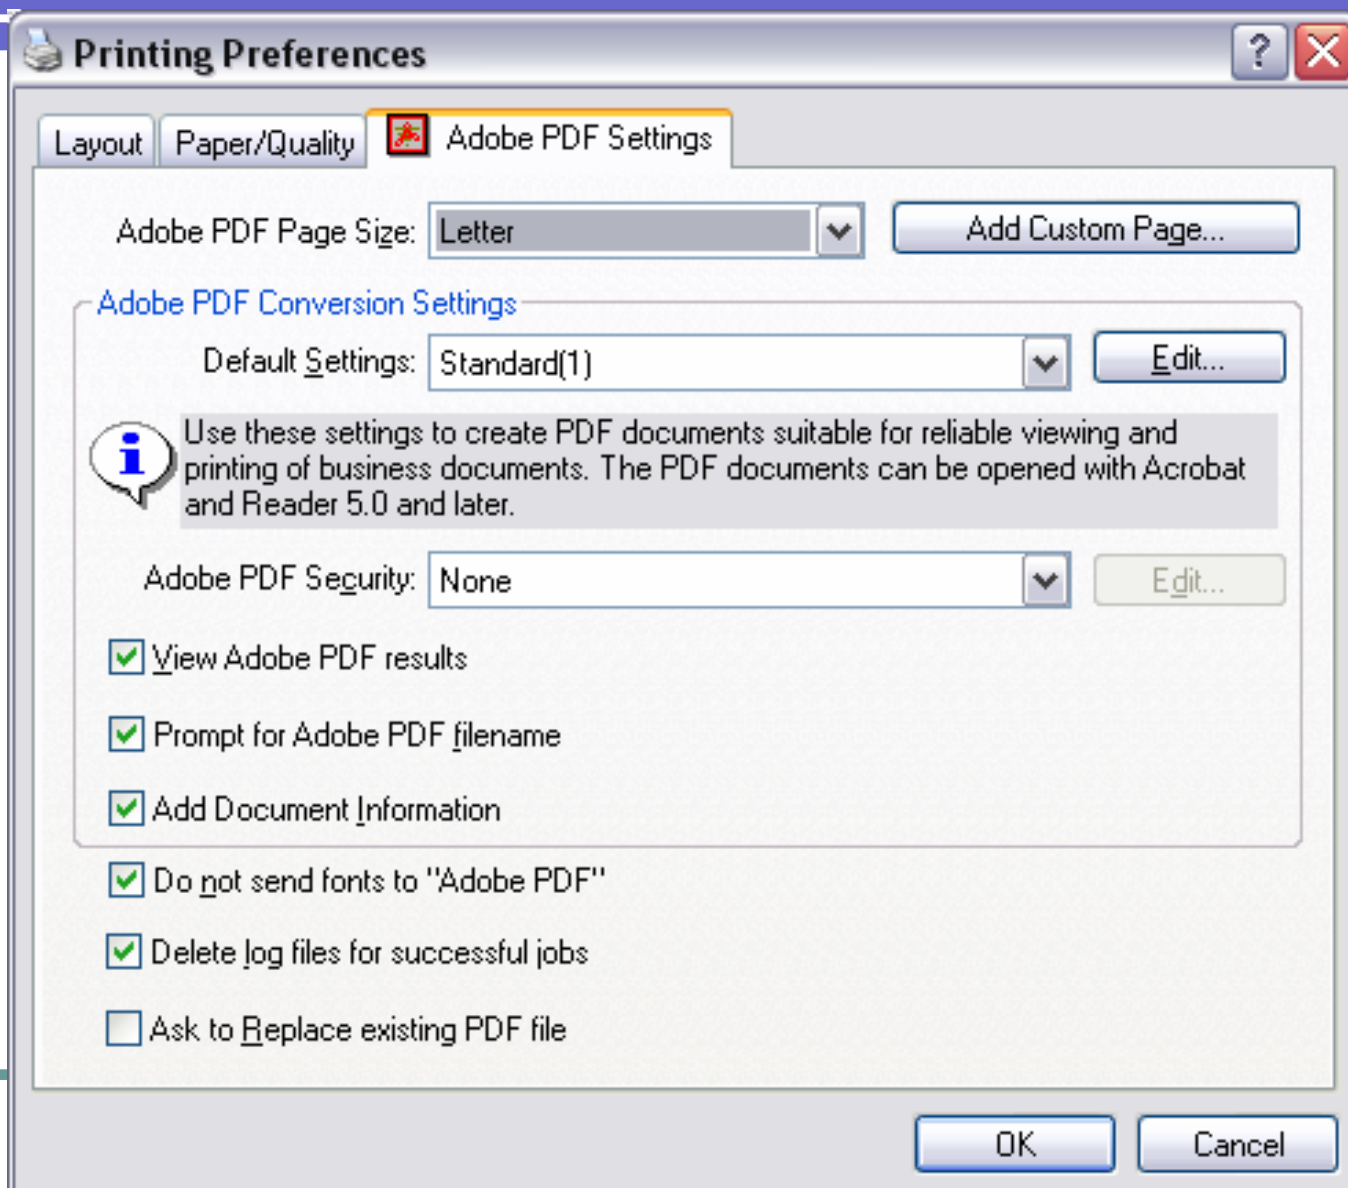 Printing Preferences
?
Layout
Paper/Quality
Adobe PDF Settings
Adobe PDF Page Size:
Letter
Add Custom Page...
Adobe PDF Conversion Settings
Default Settings:
Standard(1)
Edit...
i
Use these settings to create PDF documents suitable for reliable viewing and
printing of business documents. The PDF documents can be opened with Acrobat
and Reader 5.0 and later.
Adobe PDF Security:
None
Edit...
View Adobe PDF results
Prompt for Adobe PDF filename
Add Document Information
Do not send fonts to "Adobe PDF"
Delete log files for successful jobs
Ask to Replace existing PDF file
OK
Cancel